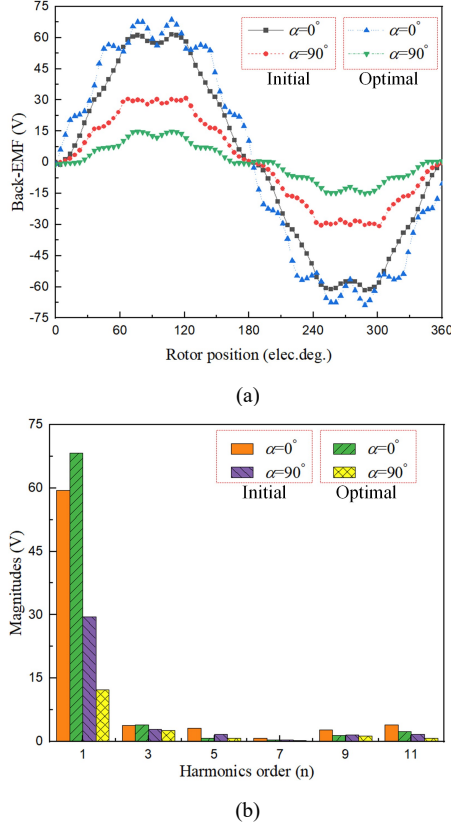 75
60
45
30
15
0
-15
-30
-45
-60
-75
Back-EMF (V)
α=0° α=0°
α=90° α=90°
Initial Optimal
0 60 120 180 240 300 360
Rotor position (elec.deg.)
(a)
75
60
45
30
15
0
Magnitudes (V)
α=0° α=0°
α=90° α=90°
Initial Optimal
1 3 5 7 9 11
Harmonics order (n)
(b)